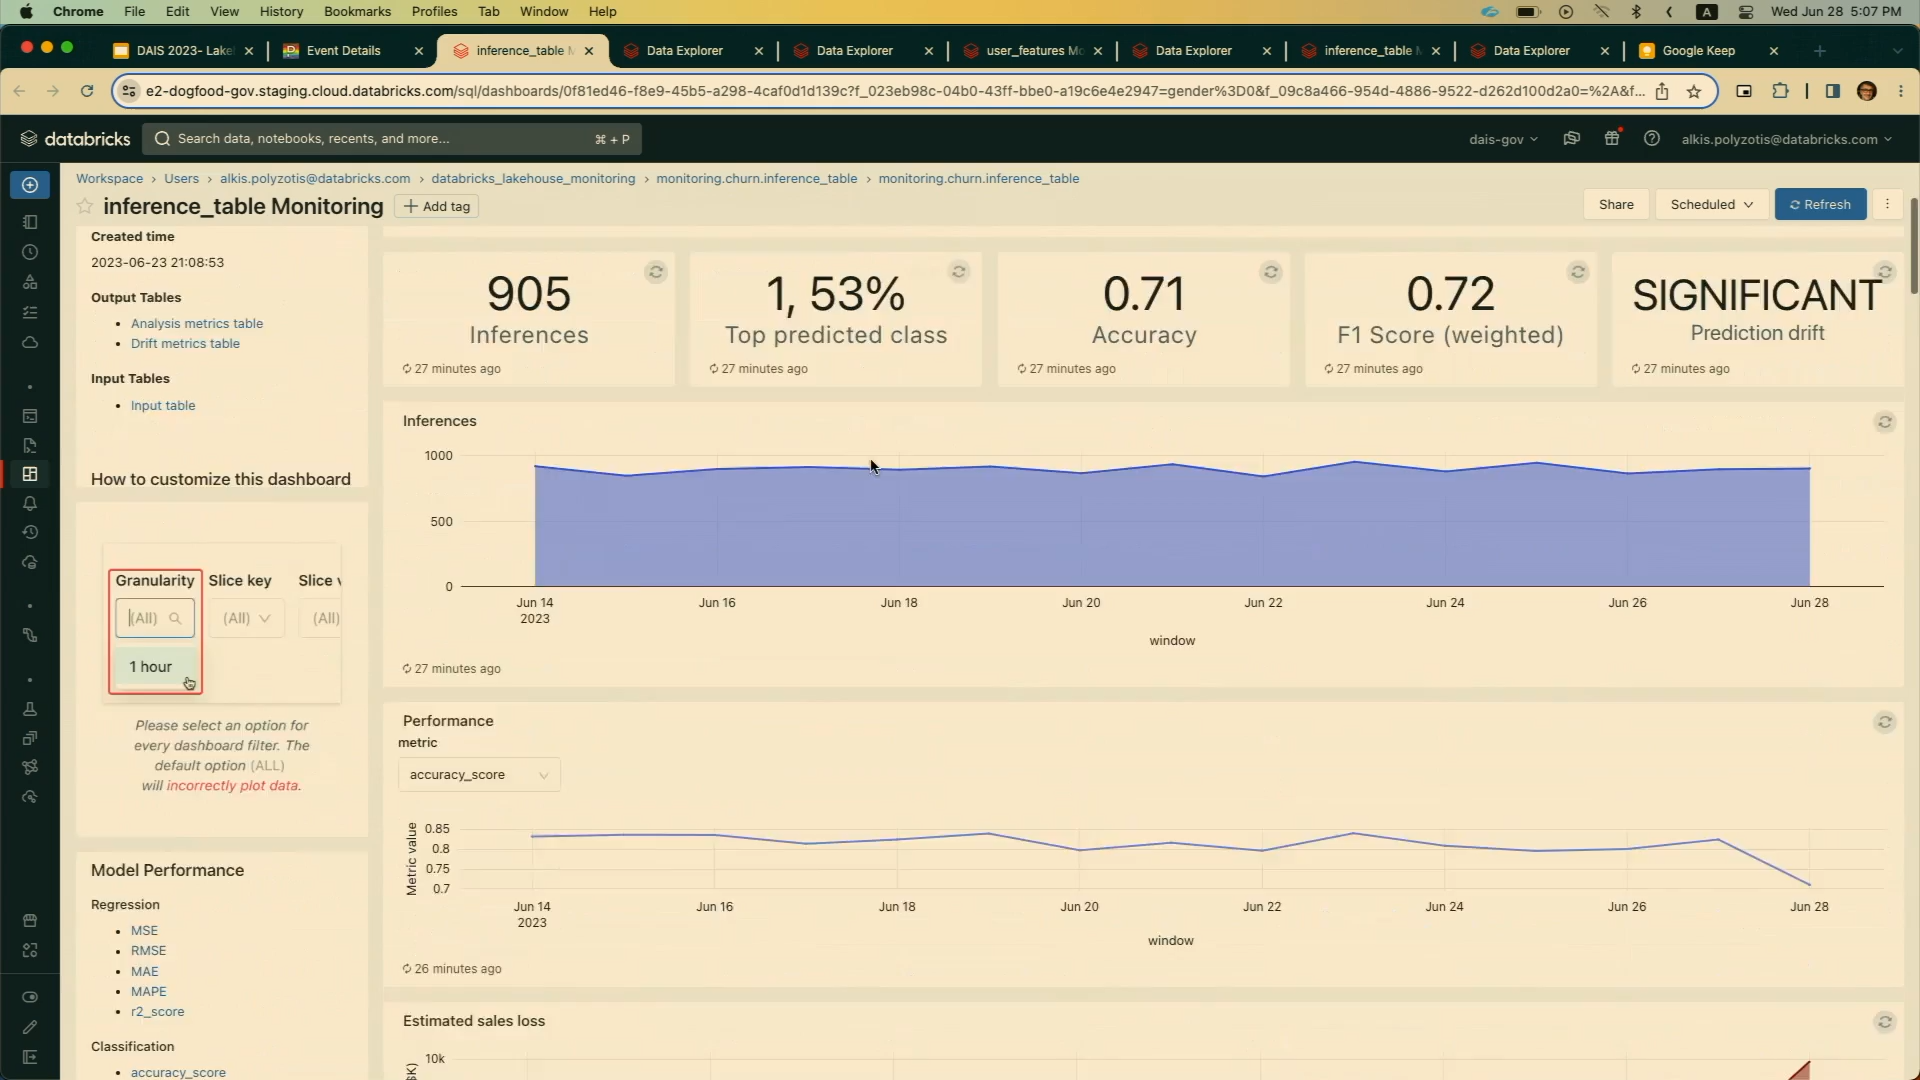 Chrome File Edit View History Bookmarks Profiles Tab Window Help
A Wed Jun 28 5:07 PM
DAIS 2023- Lake
Event Details
inference_table M
Data Explorer
Data Explorer
user_features Mo
Data Explorer
inference_table M
Data Explorer
Google Keep
e2-dogfood-gov.staging.cloud.databricks.com/sql/dashboards/0f81ed46-f8e9-45b5-a298-4caf0d1d139c?f_023eb98c-04b0-43ff-bbe0-a19c6e4e2947=gender%3D0&f_09c8a466-954d-4886-9522-d262d100d2a0=%2A&f...
databricks
Search data, notebooks, recents, and more... ⌘ + P
dais-gov
alkis.polyzotis@databricks.com
Workspace › Users › alkis.polyzotis@databricks.com › databricks_lakehouse_monitoring › monitoring.churn.inference_table › monitoring.churn.inference_table
inference_table Monitoring
+ Add tag
Share
Scheduled
Refresh
Created time
2023-06-23 21:08:53
Output Tables
• Analysis metrics table
• Drift metrics table
Input Tables
• Input table
How to customize this dashboard
Granularity Slice key Slice v
(All) (All) (All)
1 hour
Please select an option for
every dashboard filter. The
default option (ALL)
will incorrectly plot data.
Model Performance
Regression
• MSE
• RMSE
• MAE
• MAPE
• r2_score
Classification
• accuracy_score
905
Inferences
27 minutes ago
1, 53%
Top predicted class
27 minutes ago
0.71
Accuracy
27 minutes ago
0.72
F1 Score (weighted)
27 minutes ago
SIGNIFICANT
Prediction drift
27 minutes ago
Inferences
1000
500
0
Jun 14 Jun 16 Jun 18 Jun 20 Jun 22 Jun 24 Jun 26 Jun 28
2023
window
27 minutes ago
Performance
metric
accuracy_score
Metric value
0.85
0.8
0.75
0.7
Jun 14 Jun 16 Jun 18 Jun 20 Jun 22 Jun 24 Jun 26 Jun 28
2023
window
26 minutes ago
Estimated sales loss
10k
$K)